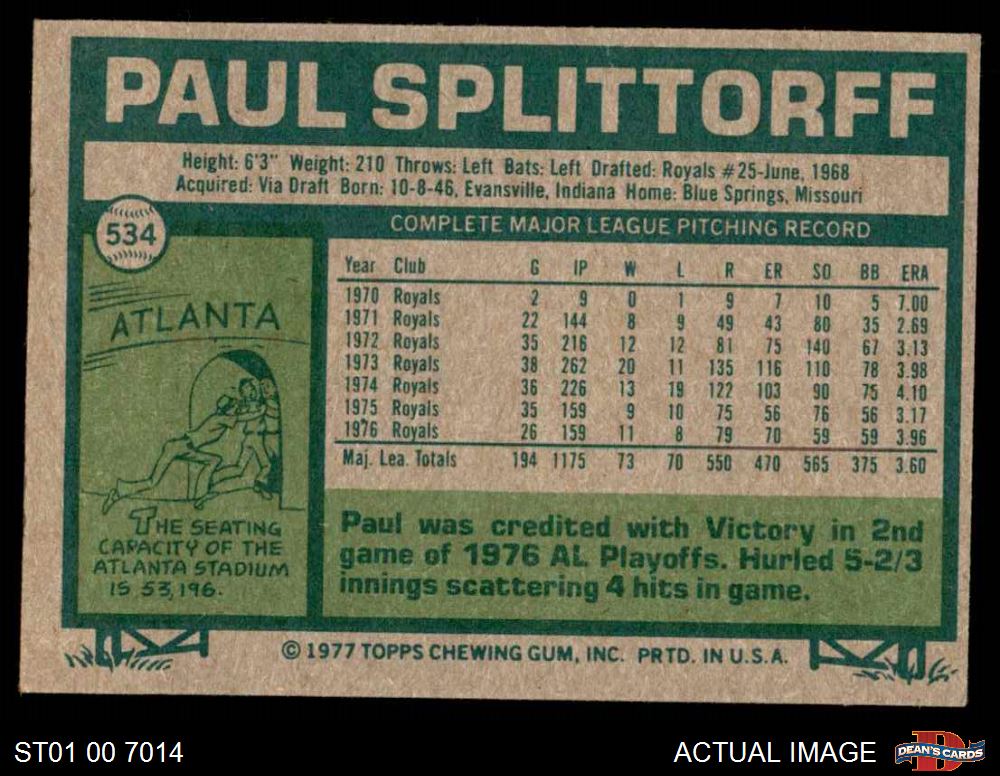 PAUL SPLITTORFF
Height: 6'3" Weight: 210 Throws: Left Bats: Left Drafted: Royals #25-June, 1968
Acquired: Via Draft Born: 10-8-46, Evansville, Indiana Home: Blue Springs, Missouri
534
COMPLETE MAJOR LEAGUE PITCHING RECORD
Year Club G IP W L R ER SO BB ERA
1970 Royals 2 9 0 1 9 7 10 5 7.00
1971 Royals 22 144 8 9 49 43 80 35 2.69
1972 Royals 35 216 12 12 81 75 140 67 3.13
1973 Royals 38 262 20 11 135 116 110 78 3.98
1974 Royals 36 226 13 19 122 103 90 75 4.10
1975 Royals 35 159 9 10 75 56 76 56 3.17
1976 Royals 26 159 11 8 79 70 59 59 3.96
Maj. Lea. Totals 194 1175 73 70 550 470 565 375 3.60
ATLANTA
THE SEATING
CAPACITY OF THE
ATLANTA STADIUM
IS 53,196.
Paul was credited with Victory in 2nd
game of 1976 AL Playoffs. Hurled 5-2/3
innings scattering 4 hits in game.
©1977 TOPPS CHEWING GUM, INC. PRTD. IN U.S.A.
ST01 00 7014
ACTUAL IMAGE
DEAN'S CARDS